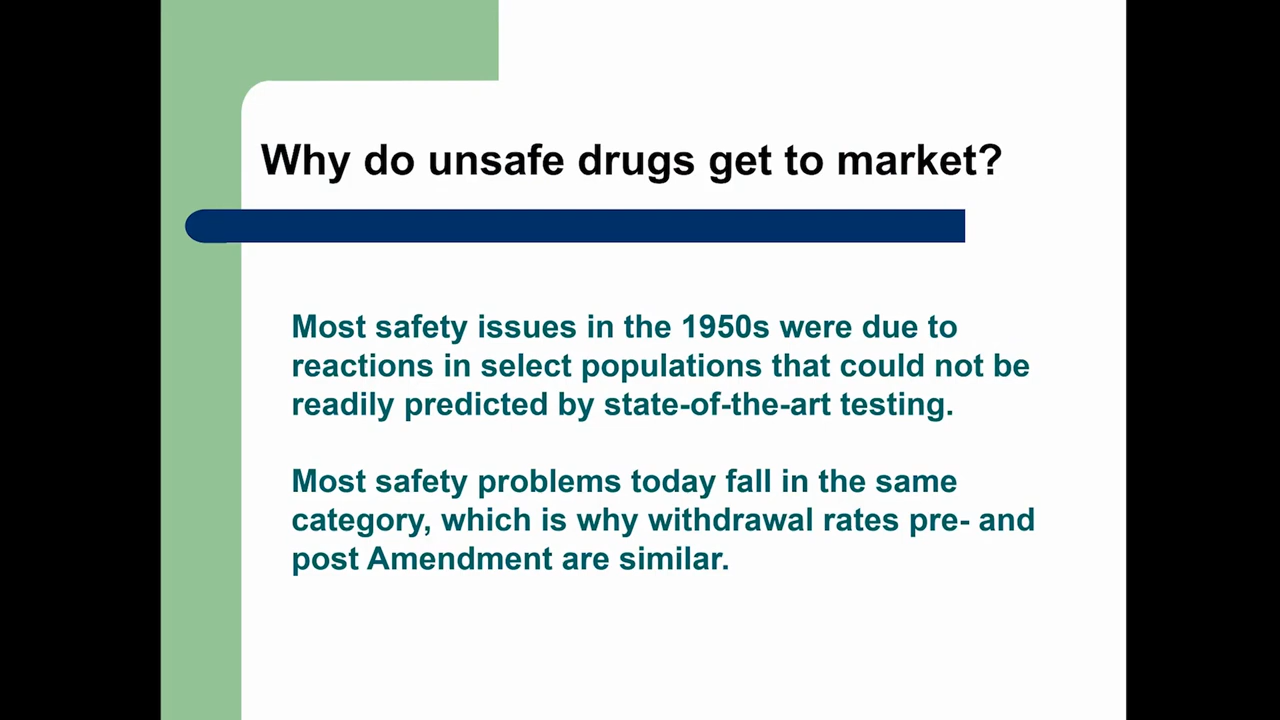 Why do unsafe drugs get to market?
Most safety issues in the 1950s were due to
reactions in select populations that could not be
readily predicted by state-of-the-art testing.
Most safety problems today fall in the same
category, which is why withdrawal rates pre- and
post Amendment are similar.